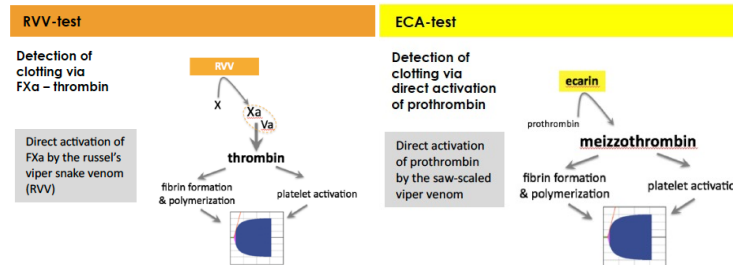 RVV-test
Detection of
clotting via
FXa – thrombin
RVV
X
Xa
Va
Direct activation of
FXa by the russel's
viper snake venom
(RVV)
thrombin
fibrin formation
& polymerization
platelet activation
ECA-test
Detection of
clotting via
direct activation
of prothrombin
ecarin
prothrombin
Direct activation
of prothrombin
by the saw-scaled
viper venom
meizzothrombin
fibrin formation
& polymerization
platelet activatic